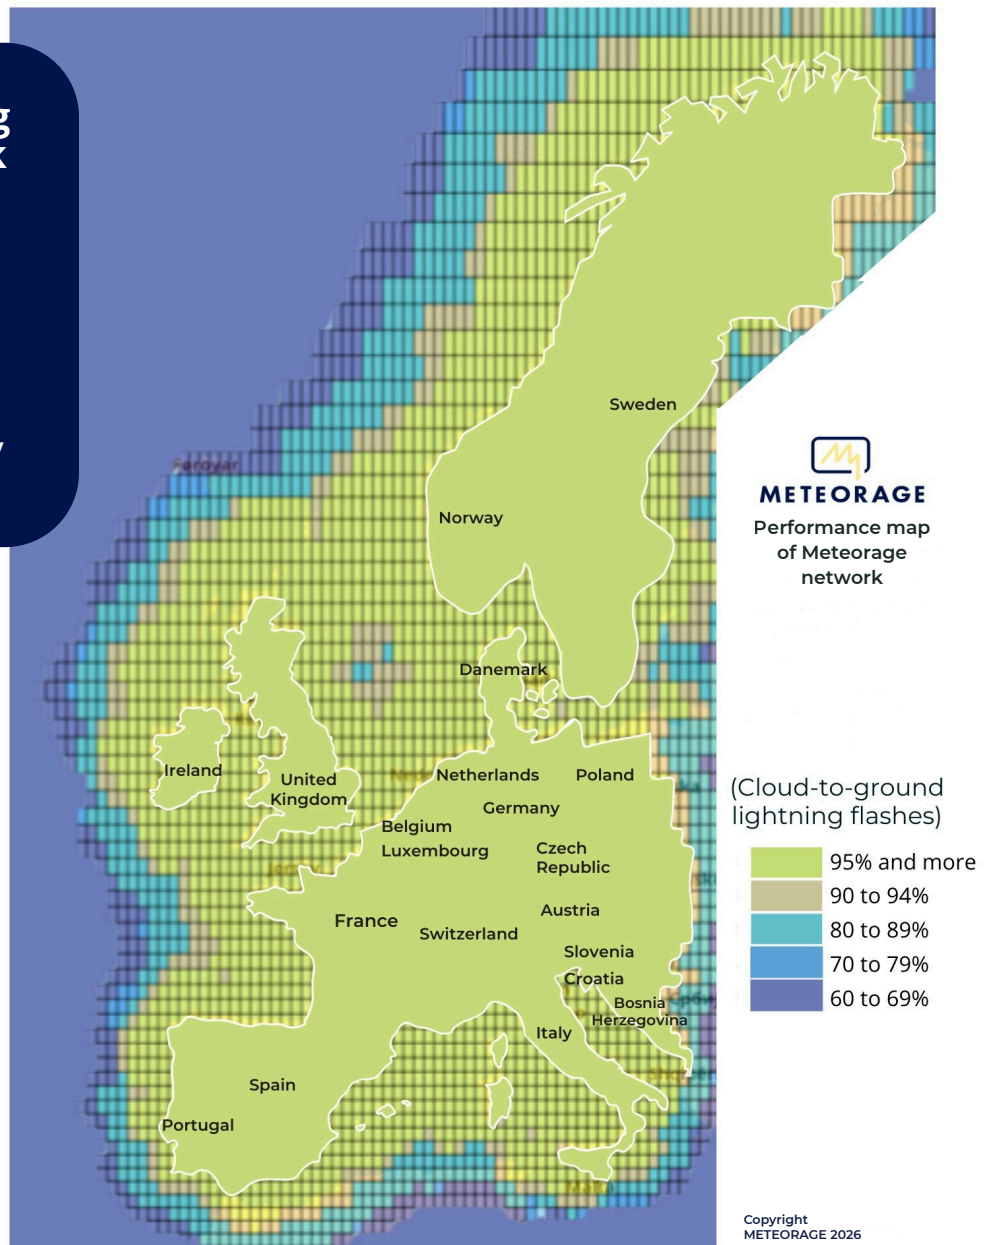 g
k
y
Føroyar
Sweden
METEORAGE
Performance map
of Meteorage
network
Norway
Danemark
Ireland
United
Kingdom
Netherlands
Poland
Germany
Belgium
Luxembourg
Czech
Republic
France
Austria
Switzerland
Slovenia
Croatia
Bosnia
Herzegovina
Italy
Spain
Portugal
(Cloud-to-ground
lightning flashes)
95% and more
90 to 94%
80 to 89%
70 to 79%
60 to 69%
Copyright
METEORAGE 2026